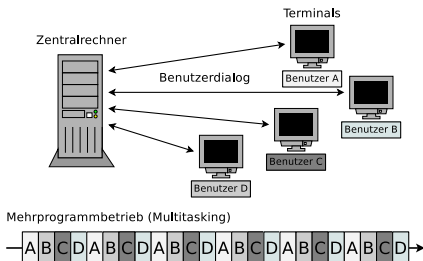 Terminals
Zentralrechner
Benutzerdialog
Benutzer A
Benutzer B
Benutzer C
Benutzer D
Mehrprogrammbetrieb (Multitasking)
A B C D A B C D A B C D A B C D A B C D A B C D